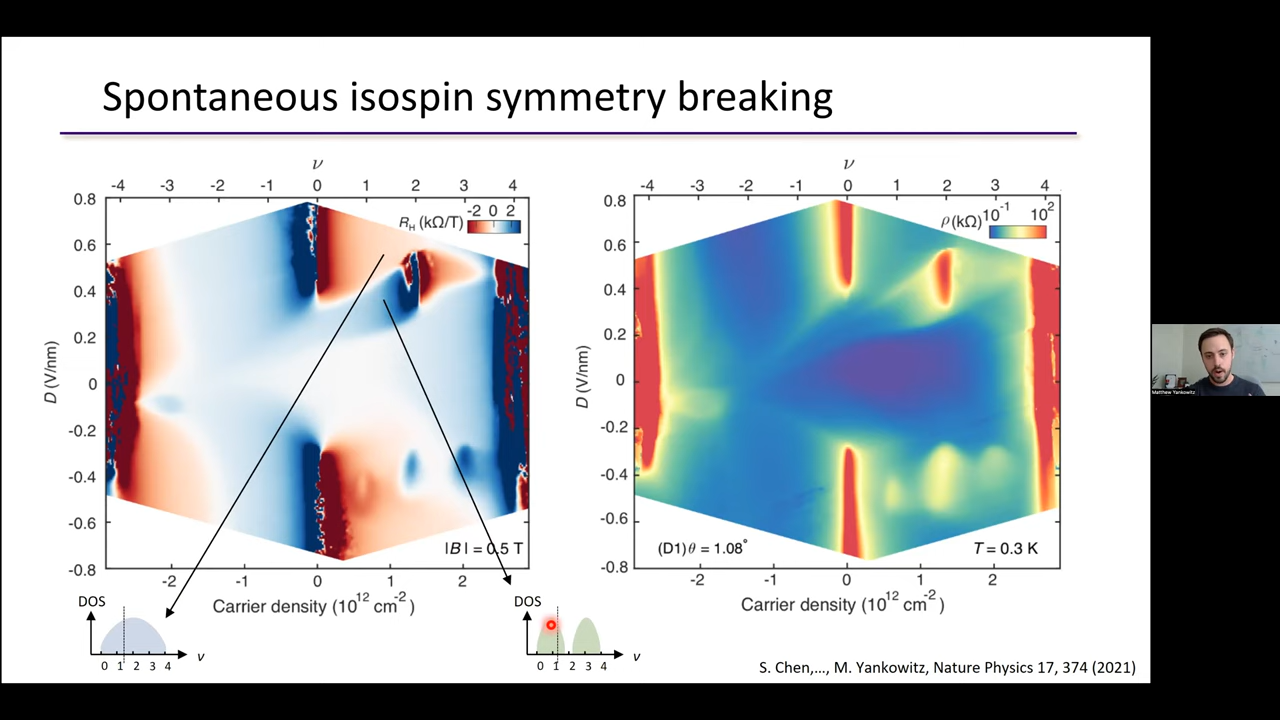 Spontaneous isospin symmetry breaking
ν
-4 -3 -2 -1 0 1 2 3 4
0.8
0.6
0.4
0.2
0
-0.2
-0.4
-0.6
-0.8
D (V/nm)
R_H (kΩ/T)
-2 0 2
|B| = 0.5 T
-2 -1 0 1 2
Carrier density (10^12 cm^-2)
ν
-4 -3 -2 -1 0 1 2 3 4
0.8
0.6
0.4
0.2
0
-0.2
-0.4
-0.6
-0.8
D (V/nm)
ρ (kΩ) 10^-1 10^2
(D1) θ = 1.08°
T = 0.3 K
-2 -1 0 1 2
Carrier density (10^12 cm^-2)
DOS
0 1 2 3 4 ν
DOS
0 1 2 3 4 ν
S. Chen,..., M. Yankowitz, Nature Physics 17, 374 (2021)
Matthew Yankowitz